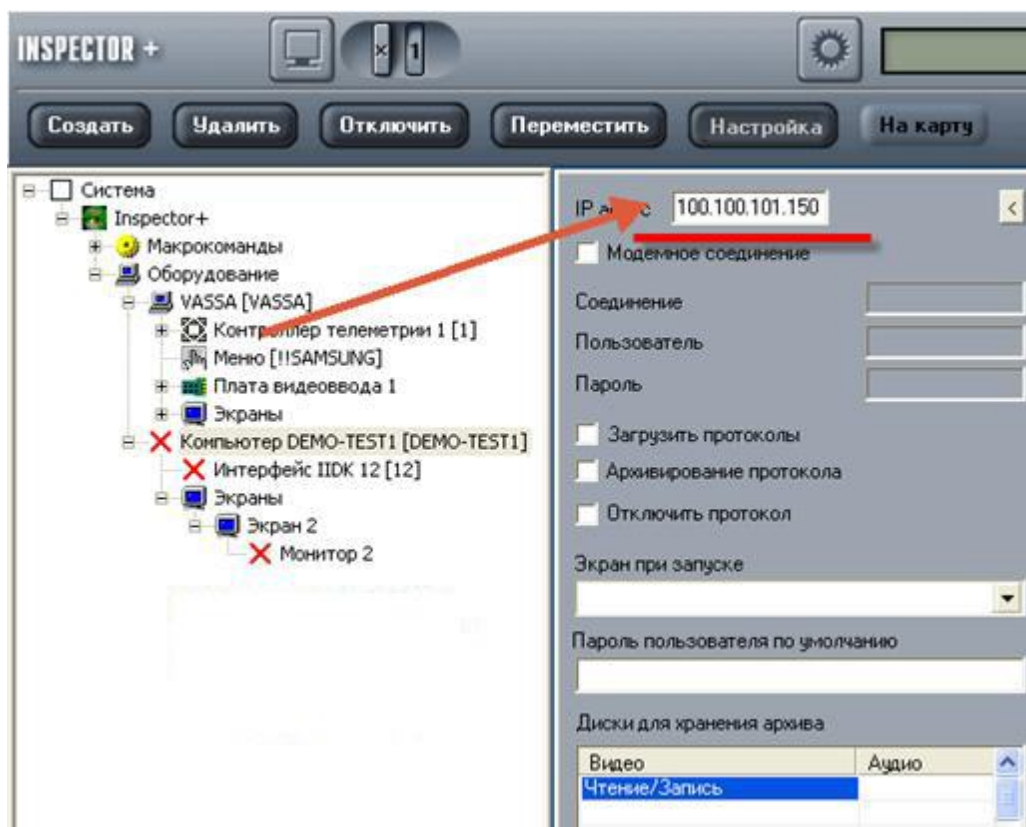 INSPECTOR +
1
Создать Удалить Отключить Переместить Настройка На карту
Система
Inspector+
Макрокоманды
Оборудование
VASSA [VASSA]
Контроллер телеметрии 1 [1]
Меню [!!SAMSUNG]
Плата видеоввода 1
Экраны
Компьютер DEMO-TEST1 [DEMO-TEST1]
Интерфейс IIDK 12 [12]
Экраны
Экран 2
Монитор 2
IP адрес 100.100.101.150 <
Модемное соединение
Соединение
Пользователь
Пароль
Загрузить протоколы
Архивирование протокола
Отключить протокол
Экран при запуске
Пароль пользователя по умолчанию
Диски для хранения архива
Видео Аудио
Чтение/Запись